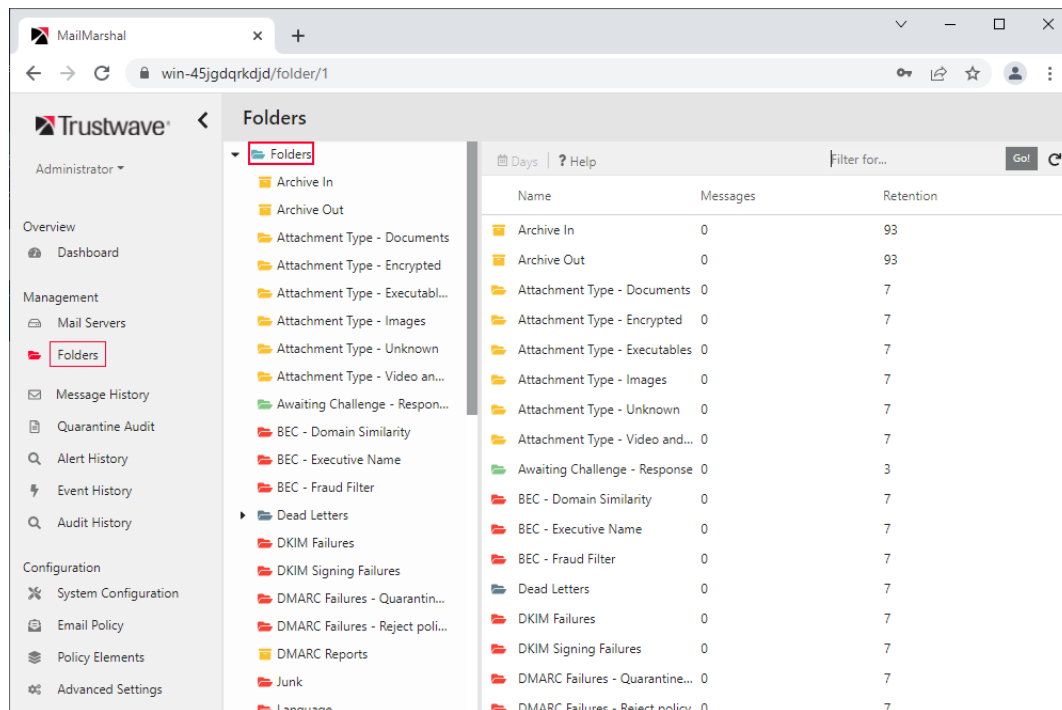 MailMarshal
win-45jgdqrkdjd/folder/1
Trustwave
Administrator
Overview
Dashboard
Management
Mail Servers
Folders
Message History
Quarantine Audit
Alert History
Event History
Audit History
Configuration
System Configuration
Email Policy
Policy Elements
Advanced Settings
Folders
Folders
Archive In
Archive Out
Attachment Type - Documents
Attachment Type - Encrypted
Attachment Type - Executabl...
Attachment Type - Images
Attachment Type - Unknown
Attachment Type - Video an...
Awaiting Challenge - Respon...
BEC - Domain Similarity
BEC - Executive Name
BEC - Fraud Filter
Dead Letters
DKIM Failures
DKIM Signing Failures
DMARC Failures - Quarantin...
DMARC Failures - Reject poli...
DMARC Reports
Junk
Language
Days ? Help Filter for... Go!
Name Messages Retention
Archive In 0 93
Archive Out 0 93
Attachment Type - Documents 0 7
Attachment Type - Encrypted 0 7
Attachment Type - Executables 0 7
Attachment Type - Images 0 7
Attachment Type - Unknown 0 7
Attachment Type - Video and... 0 7
Awaiting Challenge - Response 0 3
BEC - Domain Similarity 0 7
BEC - Executive Name 0 7
BEC - Fraud Filter 0 7
Dead Letters 0 7
DKIM Failures 0 7
DKIM Signing Failures 0 7
DMARC Failures - Quarantine... 0 7
DMARC Failures - Reject policy 0 7